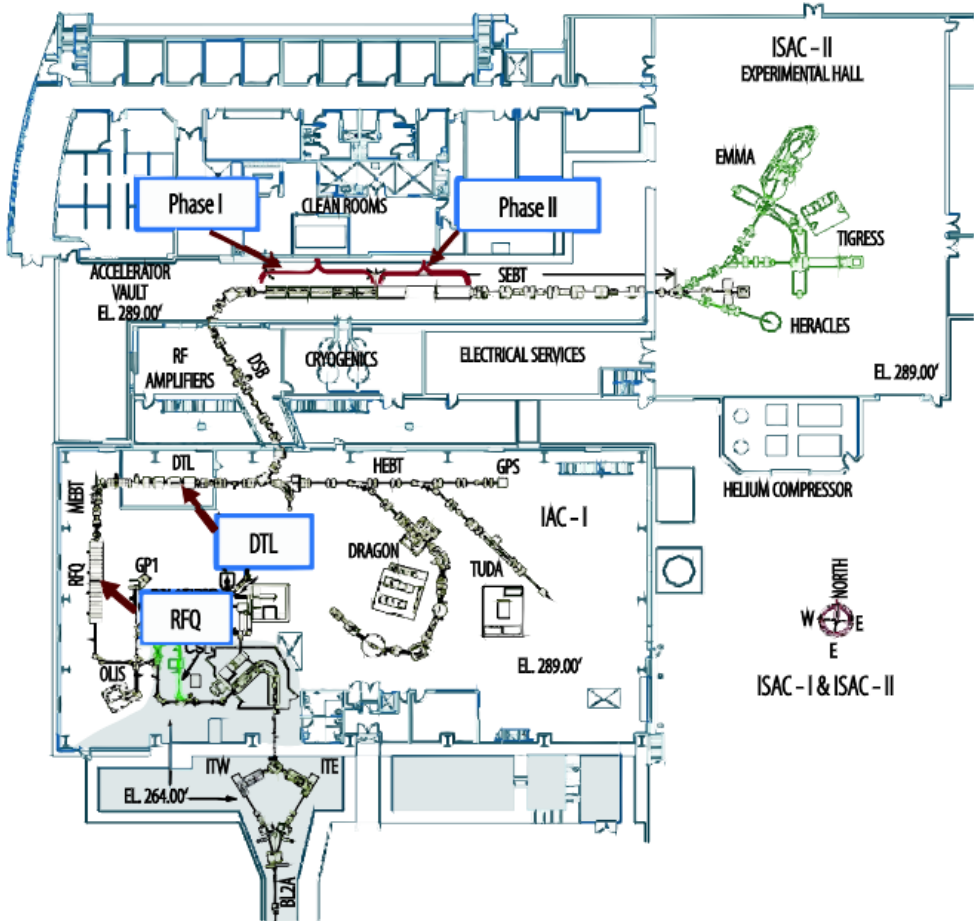 ISAC – II
EXPERIMENTAL HALL
EMMA
Phase I
CLEAN ROOMS
Phase II
TIGRESS
ACCELERATOR
VAULT
EL. 289.00′
SEBT
HERACLES
RF
AMPLIFIERS
DSB
CRYOGENICS
ELECTRICAL SERVICES
EL. 289.00′
DTL
HEBT
GPS
HELIUM COMPRESSOR
MEBT
IAC – I
DTL
DRAGON
TUDA
RFQ
GP1
NORTH
W
E
E
RFQ
EL. 289.00′
OLIS
ISAC – I & ISAC – II
ITW
ITE
EL. 264.00′
BL2A